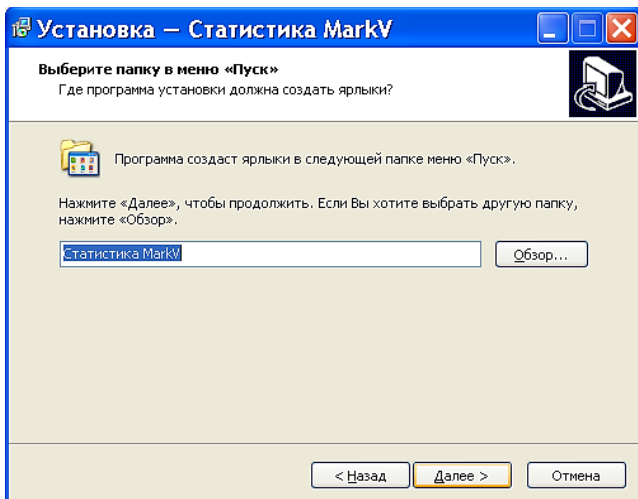 Установка — Статистика MarkV
Выберите папку в меню «Пуск»
Где программа установки должна создать ярлыки?
Программа создаст ярлыки в следующей папке меню «Пуск».
Нажмите «Далее», чтобы продолжить. Если Вы хотите выбрать другую папку,
нажмите «Обзор».
Статистика MarkV
Обзор...
< Назад
Далее >
Отмена